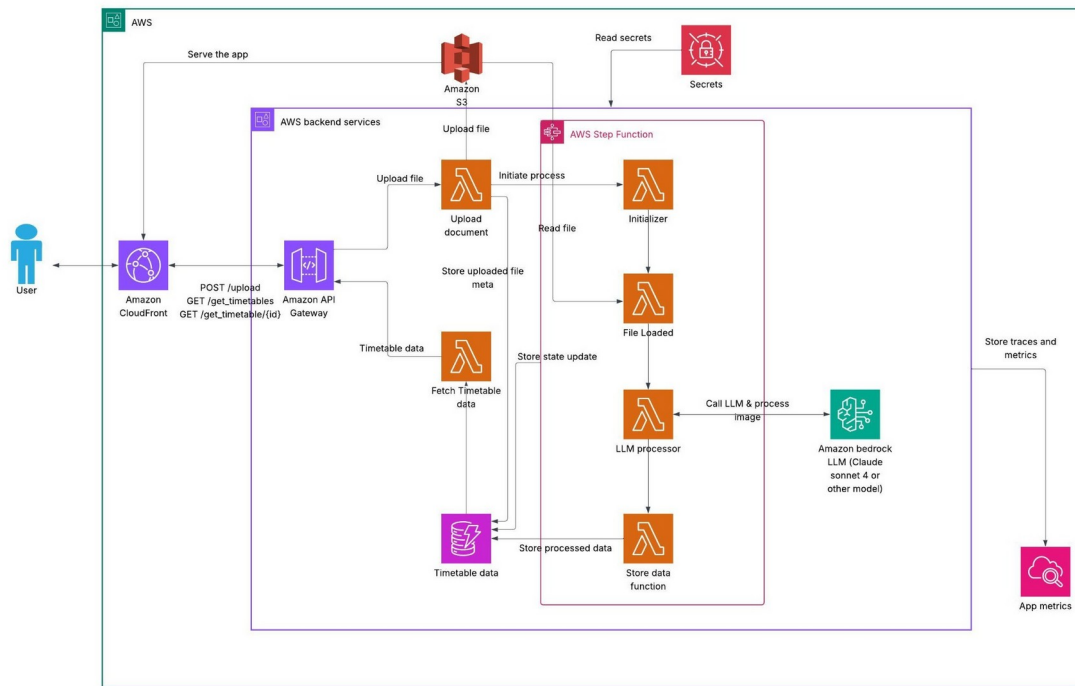 AWS
Serve the app
Read secrets
Amazon
S3
Secrets
AWS backend services
Upload file
AWS Step Function
Upload file
Initiate process
Upload
document
Initializer
Read file
User
Amazon
CloudFront
POST /upload
GET /get_timetables
GET /get_timetable/{id}
Amazon API
Gateway
Store uploaded file
meta
File Loaded
Timetable data
Store state update
Store traces and
metrics
Fetch Timetable
data
Call LLM & process
image
LLM processor
Amazon bedrock
LLM (Claude
sonnet 4 or
other model)
Timetable data
Store processed data
Store data
function
App metrics